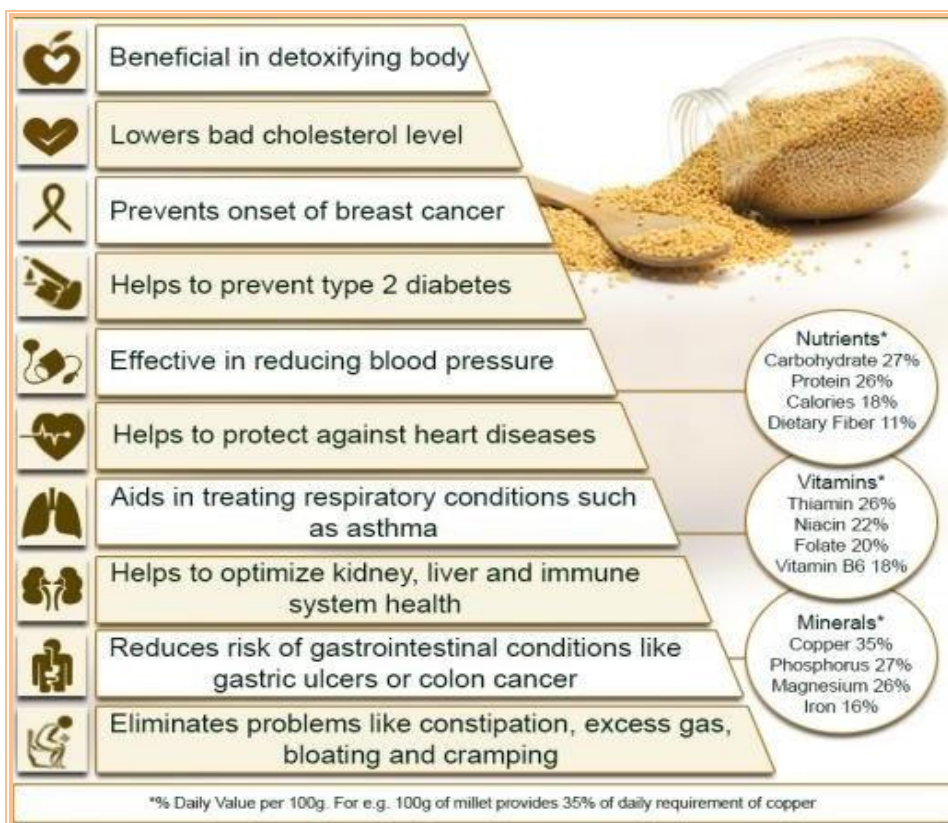 Beneficial in detoxifying body
Lowers bad cholesterol level
Prevents onset of breast cancer
Helps to prevent type 2 diabetes
Effective in reducing blood pressure
Helps to protect against heart diseases
Aids in treating respiratory conditions such
as asthma
Helps to optimize kidney, liver and immune
system health
Reduces risk of gastrointestinal conditions like
gastric ulcers or colon cancer
Eliminates problems like constipation, excess gas,
bloating and cramping
Nutrients*
Carbohydrate 27%
Protein 26%
Calories 18%
Dietary Fiber 11%
Vitamins*
Thiamin 26%
Niacin 22%
Folate 20%
Vitamin B6 18%
Minerals*
Copper 35%
Phosphorus 27%
Magnesium 26%
Iron 16%
*% Daily Value per 100g. For e.g. 100g of millet provides 35% of daily requirement of copper